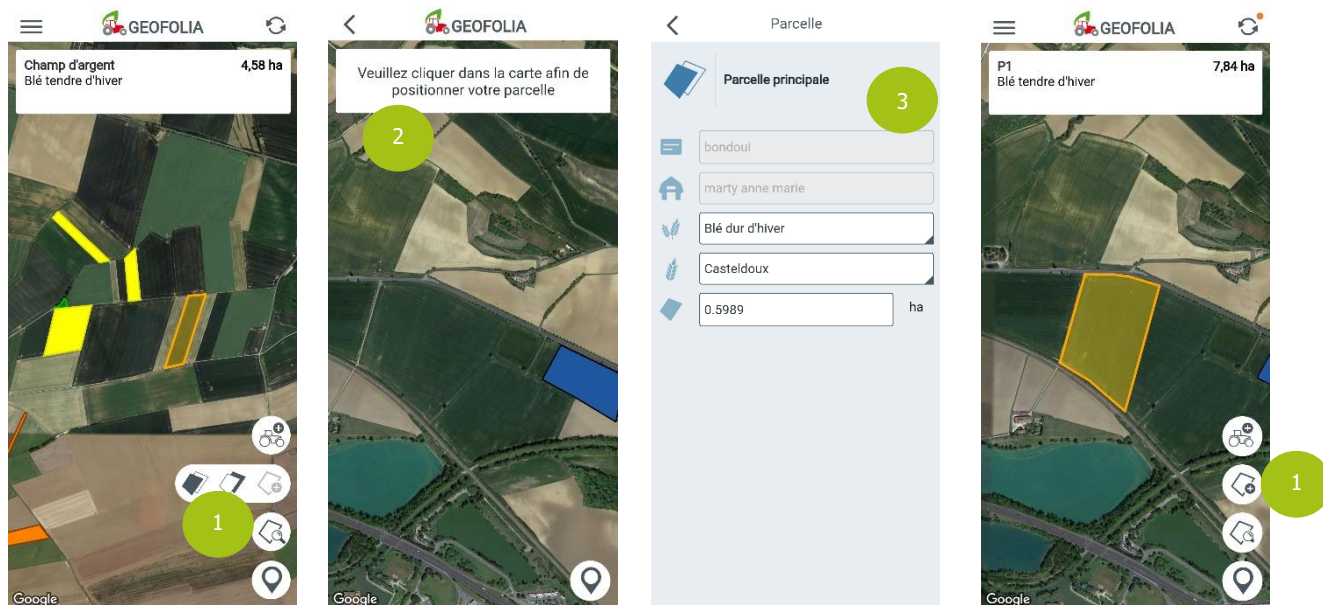 GEOFOLIA
Champ d'argent 4,58 ha
Blé tendre d'hiver
1
Google
GEOFOLIA
Veuillez cliquer dans la carte afin de
positionner votre parcelle
2
Google
Parcelle
Parcelle principale
3
bondoui
marty anne marie
Blé dur d'hiver
Casteldoux
0.5989 ha
GEOFOLIA
P1 7,84 ha
Blé tendre d'hiver
1
Google